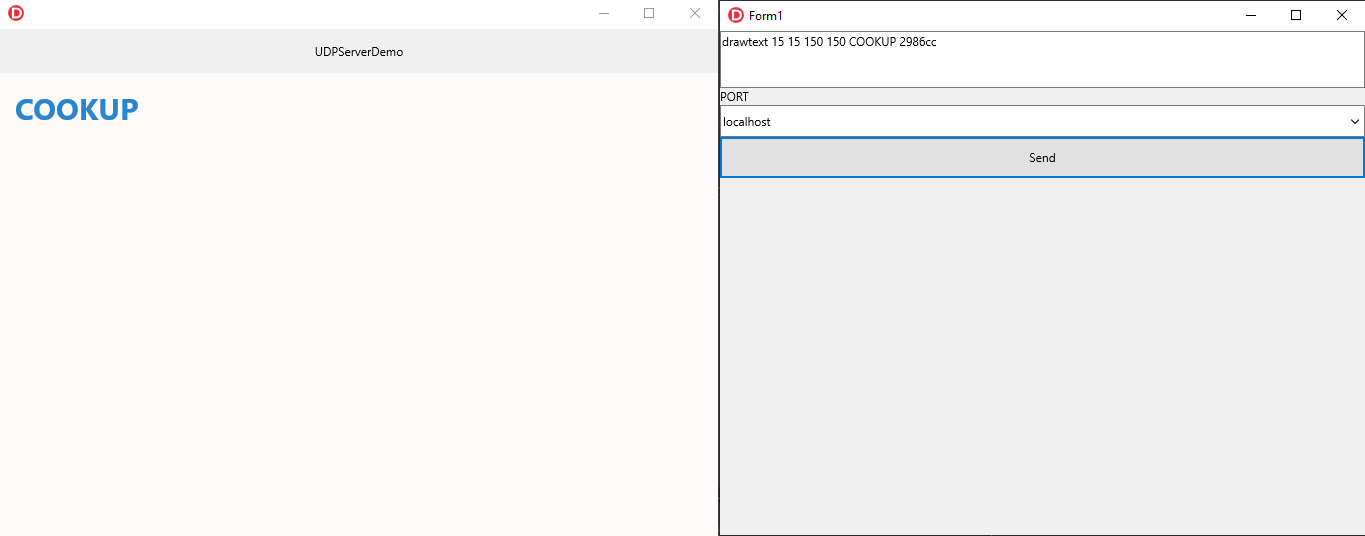 UDPServerDemo
COOKUP
Form1
drawtext 15 15 150 150 COOKUP 2986cc
PORT
localhost
Send